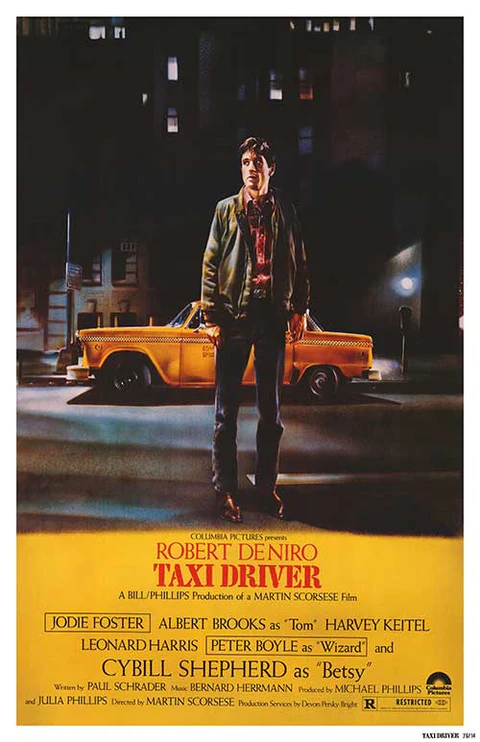 COLUMBIA PICTURES presents
ROBERT DE NIRO
TAXI DRIVER
A BILL/PHILLIPS Production of a MARTIN SCORSESE Film
JODIE FOSTER ALBERT BROOKS as "Tom" HARVEY KEITEL
LEONARD HARRIS PETER BOYLE as "Wizard" and
CYBILL SHEPHERD as "Betsy"
Written by PAUL SCHRADER Music BERNARD HERRMANN Produced by MICHAEL PHILLIPS
and JULIA PHILLIPS Directed by MARTIN SCORSESE Production Services by Devon/Persky-Bright
Columbia
Pictures
R RESTRICTED
TAXI DRIVER 76/14